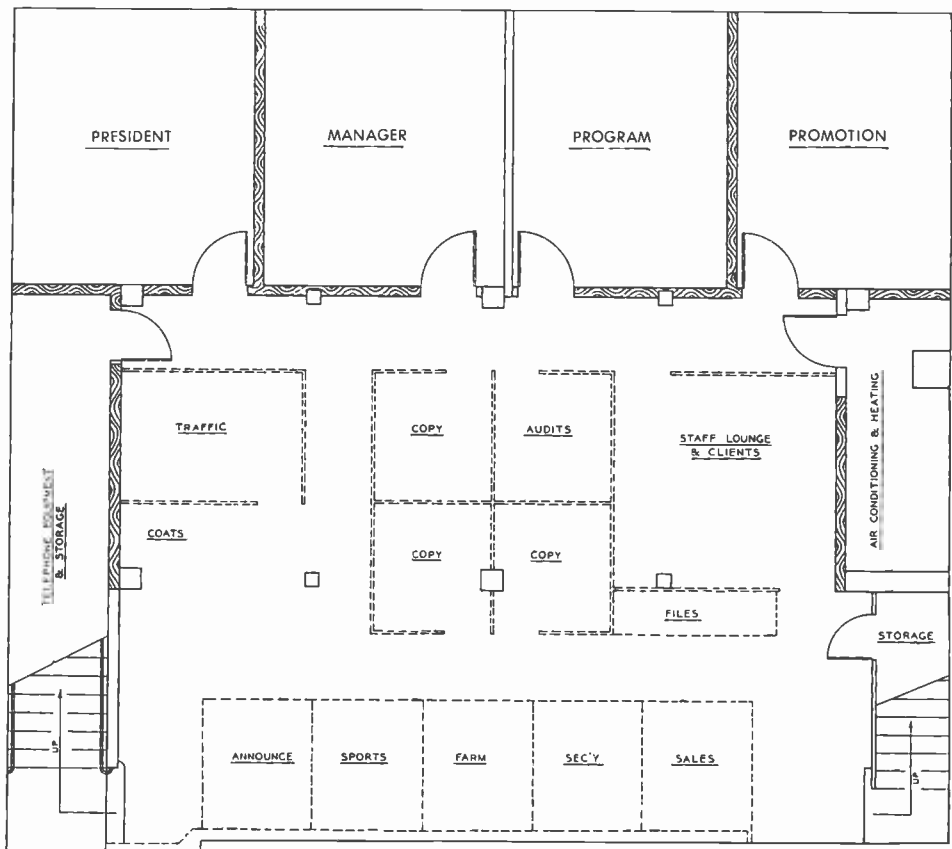 PRESIDENT
MANAGER
PROGRAM
PROMOTION
TRAFFIC
COPY
AUDITS
STAFF LOUNGE
& CLIENTS
AIR CONDITIONING & HEATING
TELEPHONE EQUIPMENT
& STORAGE
COATS
COPY
COPY
FILES
STORAGE
UP
ANNOUNCE
SPORTS
FARM
SEC'Y
SALES
UP